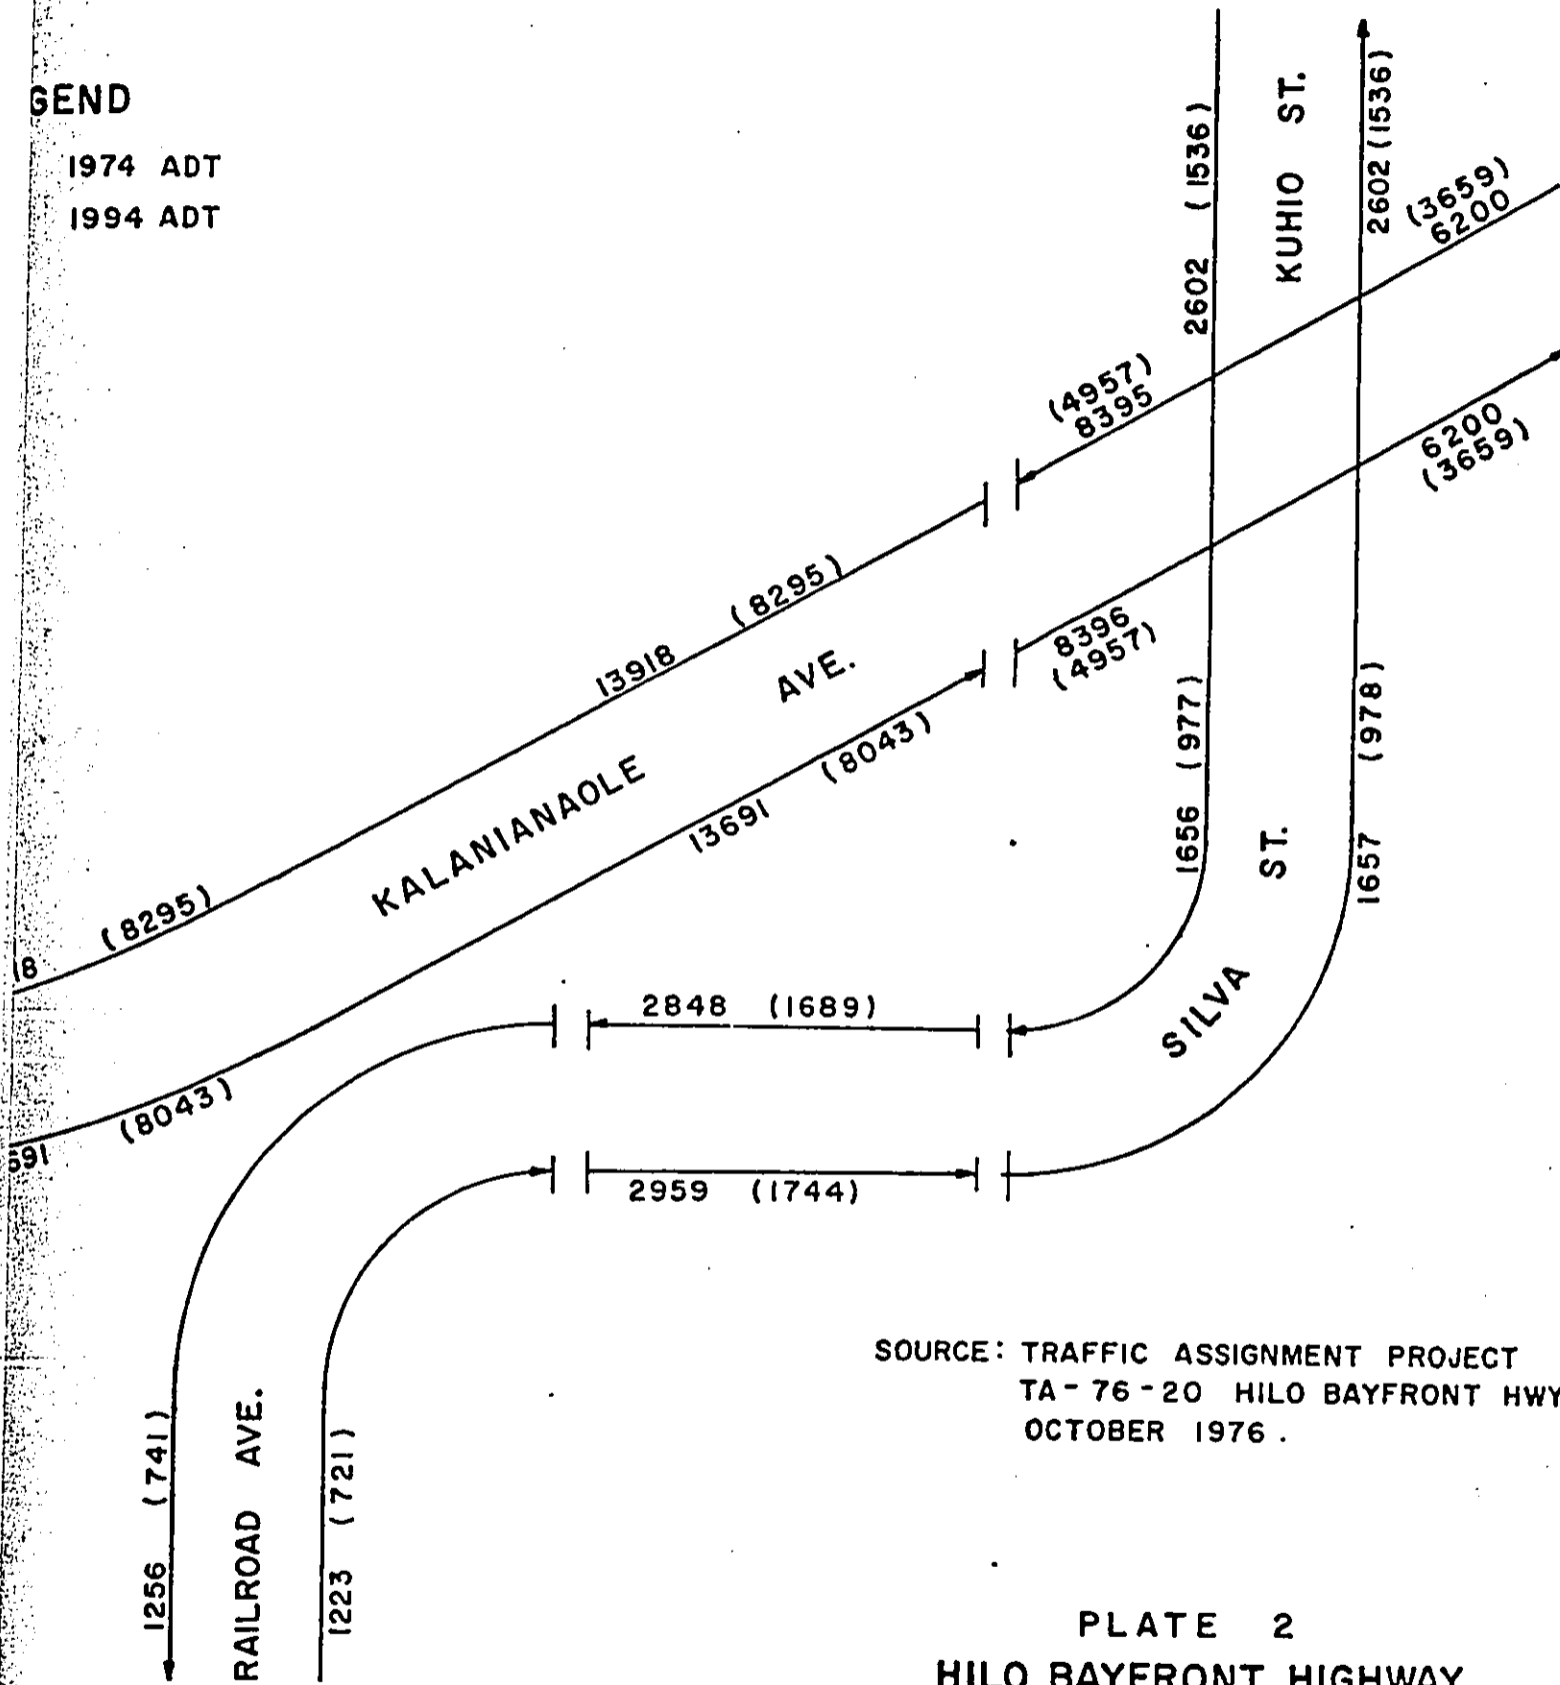 GEND
1974 ADT
1994 ADT
2602 (1536)
KUHIO ST.
2602 (1536)
(3659)
6200
(4957)
8395
6200
(3659)
(8295)
13918
AVE.
8396
(4957)
(8043)
13691
KALANIANAOLE
1656 (977)
ST.
1657 (978)
(8295)
18
SILVA
2848 (1689)
(8043)
691
2959 (1744)
SOURCE: TRAFFIC ASSIGNMENT PROJECT
TA-76-20 HILO BAYFRONT HWY
OCTOBER 1976.
1256 (741)
RAILROAD AVE.
1223 (721)
PLATE 2
HILO BAYFRONT HIGHWAY